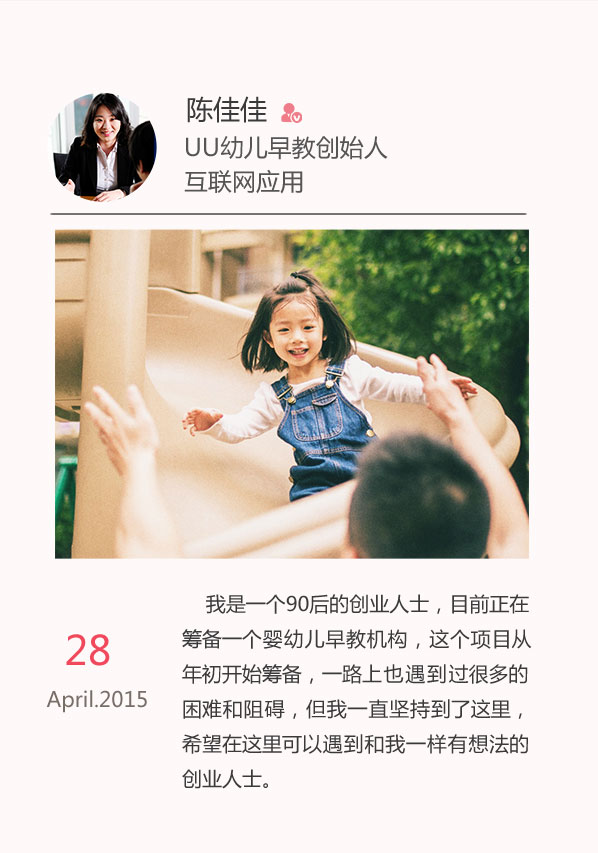 陈佳佳
UU幼儿早教创始人
互联网应用
28
April.2015
我是一个90后的创业人士，目前正在
筹备一个婴幼儿早教机构，这个项目从
年初开始筹备，一路上也遇到过很多的
困难和阻碍，但我一直坚持到了这里，
希望在这里可以遇到和我一样有想法的
创业人士。